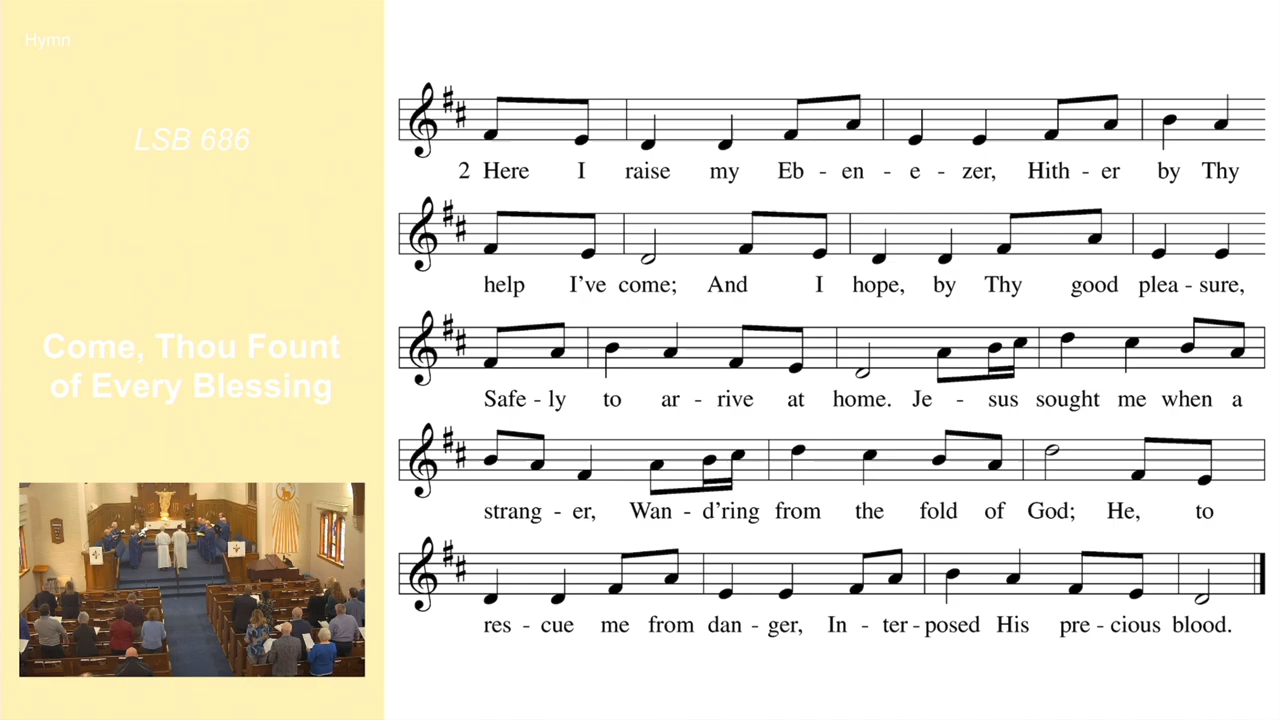 Hymn
LSB 686
Come, Thou Fount
of Every Blessing
2 Here I raise my Eb - en - e - zer, Hith - er by Thy
help I've come; And I hope, by Thy good plea - sure,
Safe - ly to ar - rive at home. Je - sus sought me when a
strang - er, Wan - d'ring from the fold of God; He, to
res - cue me from dan - ger, In - ter - posed His pre - cious blood.